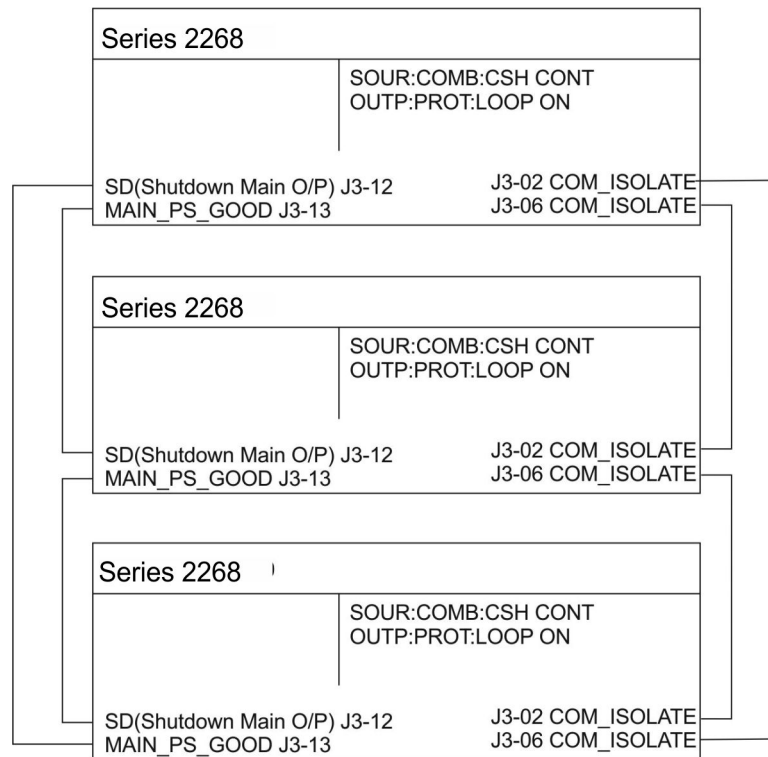 Series 2268
SOUR:COMB:CSH CONT
OUTP:PROT:LOOP ON
SD(Shutdown Main O/P) J3-12
MAIN_PS_GOOD J3-13
J3-02 COM_ISOLATE
J3-06 COM_ISOLATE
Series 2268
SOUR:COMB:CSH CONT
OUTP:PROT:LOOP ON
SD(Shutdown Main O/P) J3-12
MAIN_PS_GOOD J3-13
J3-02 COM_ISOLATE
J3-06 COM_ISOLATE
Series 2268
SOUR:COMB:CSH CONT
OUTP:PROT:LOOP ON
SD(Shutdown Main O/P) J3-12
MAIN_PS_GOOD J3-13
J3-02 COM_ISOLATE
J3-06 COM_ISOLATE